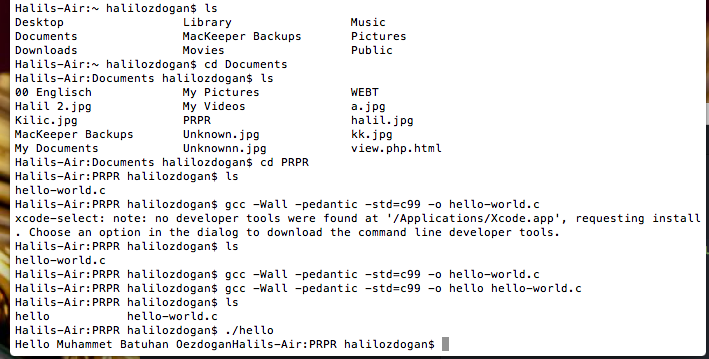 Halils-Air:~ halilozdogan$ ls
Desktop Library Music
Documents MacKeeper Backups Pictures
Downloads Movies Public
Halils-Air:~ halilozdogan$ cd Documents
Halils-Air:Documents halilozdogan$ ls
00 Englisch My Pictures WEBT
Halil 2.jpg My Videos a.jpg
Kilic.jpg PRPR halil.jpg
MacKeeper Backups Unknown.jpg kk.jpg
My Documents Unknownn.jpg view.php.html
Halils-Air:Documents halilozdogan$ cd PRPR
Halils-Air:PRPR halilozdogan$ ls
hello-world.c
Halils-Air:PRPR halilozdogan$ gcc -Wall -pedantic -std=c99 -o hello-world.c
xcode-select: note: no developer tools were found at '/Applications/Xcode.app', requesting install
. Choose an option in the dialog to download the command line developer tools.
Halils-Air:PRPR halilozdogan$ ls
hello-world.c
Halils-Air:PRPR halilozdogan$ gcc -Wall -pedantic -std=c99 -o hello-world.c
Halils-Air:PRPR halilozdogan$ gcc -Wall -pedantic -std=c99 -o hello hello-world.c
Halils-Air:PRPR halilozdogan$ ls
hello hello-world.c
Halils-Air:PRPR halilozdogan$ ./hello
Hello Muhammet Batuhan OezdoganHalils-Air:PRPR halilozdogan$